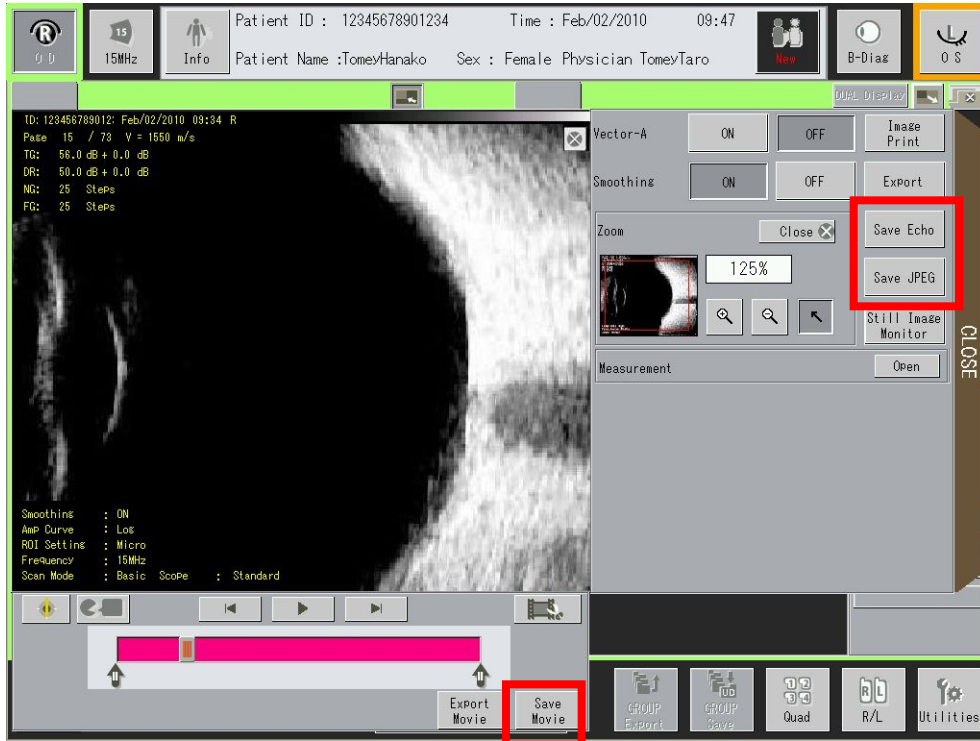 R
O D
15
15MHz
Info
Patient ID : 12345678901234 Time : Feb/02/2010 09:47
Patient Name :TomeyHanako Sex : Female Physician TomeyTaro
New
B-Diag
L
O S
DUAL Display
ID: 123456789012: Feb/02/2010 09:34 R
Page 15 / 73 V = 1550 m/s
TG: 56.0 dB + 0.0 dB
DR: 50.0 dB + 0.0 dB
NG: 25 Steps
FG: 25 Steps
Smoothing : ON
Amp Curve : Log
ROI Setting : Micro
Frequency : 15MHz
Scan Mode : Basic Scope : Standard
Vector-A ON OFF
Image
Print
Smoothing ON OFF
Export
Zoom Close
125%
Save Echo
Save JPEG
Still Image
Monitor
Measurement Open
CLOSE
Export
Movie
Save
Movie
GROUP
Export
UD
GROUP
Save
1 2
3 4
Quad
R L
R/L
Utilities